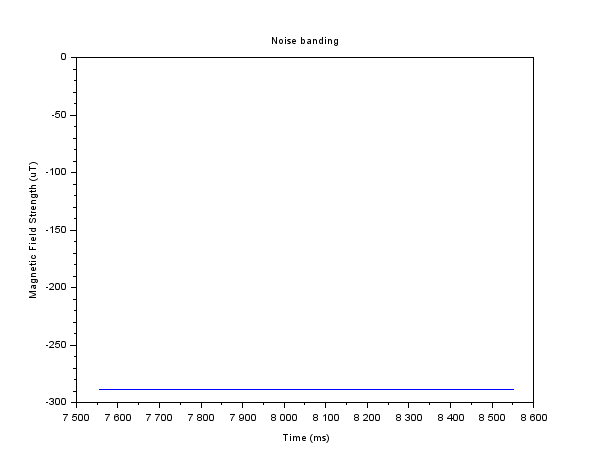 Noise banding
0
-50
-100
-150
-200
-250
-300
Magnetic Field Strength (uT)
7 500 7 600 7 700 7 800 7 900 8 000 8 100 8 200 8 300 8 400 8 500 8 600
Time (ms)